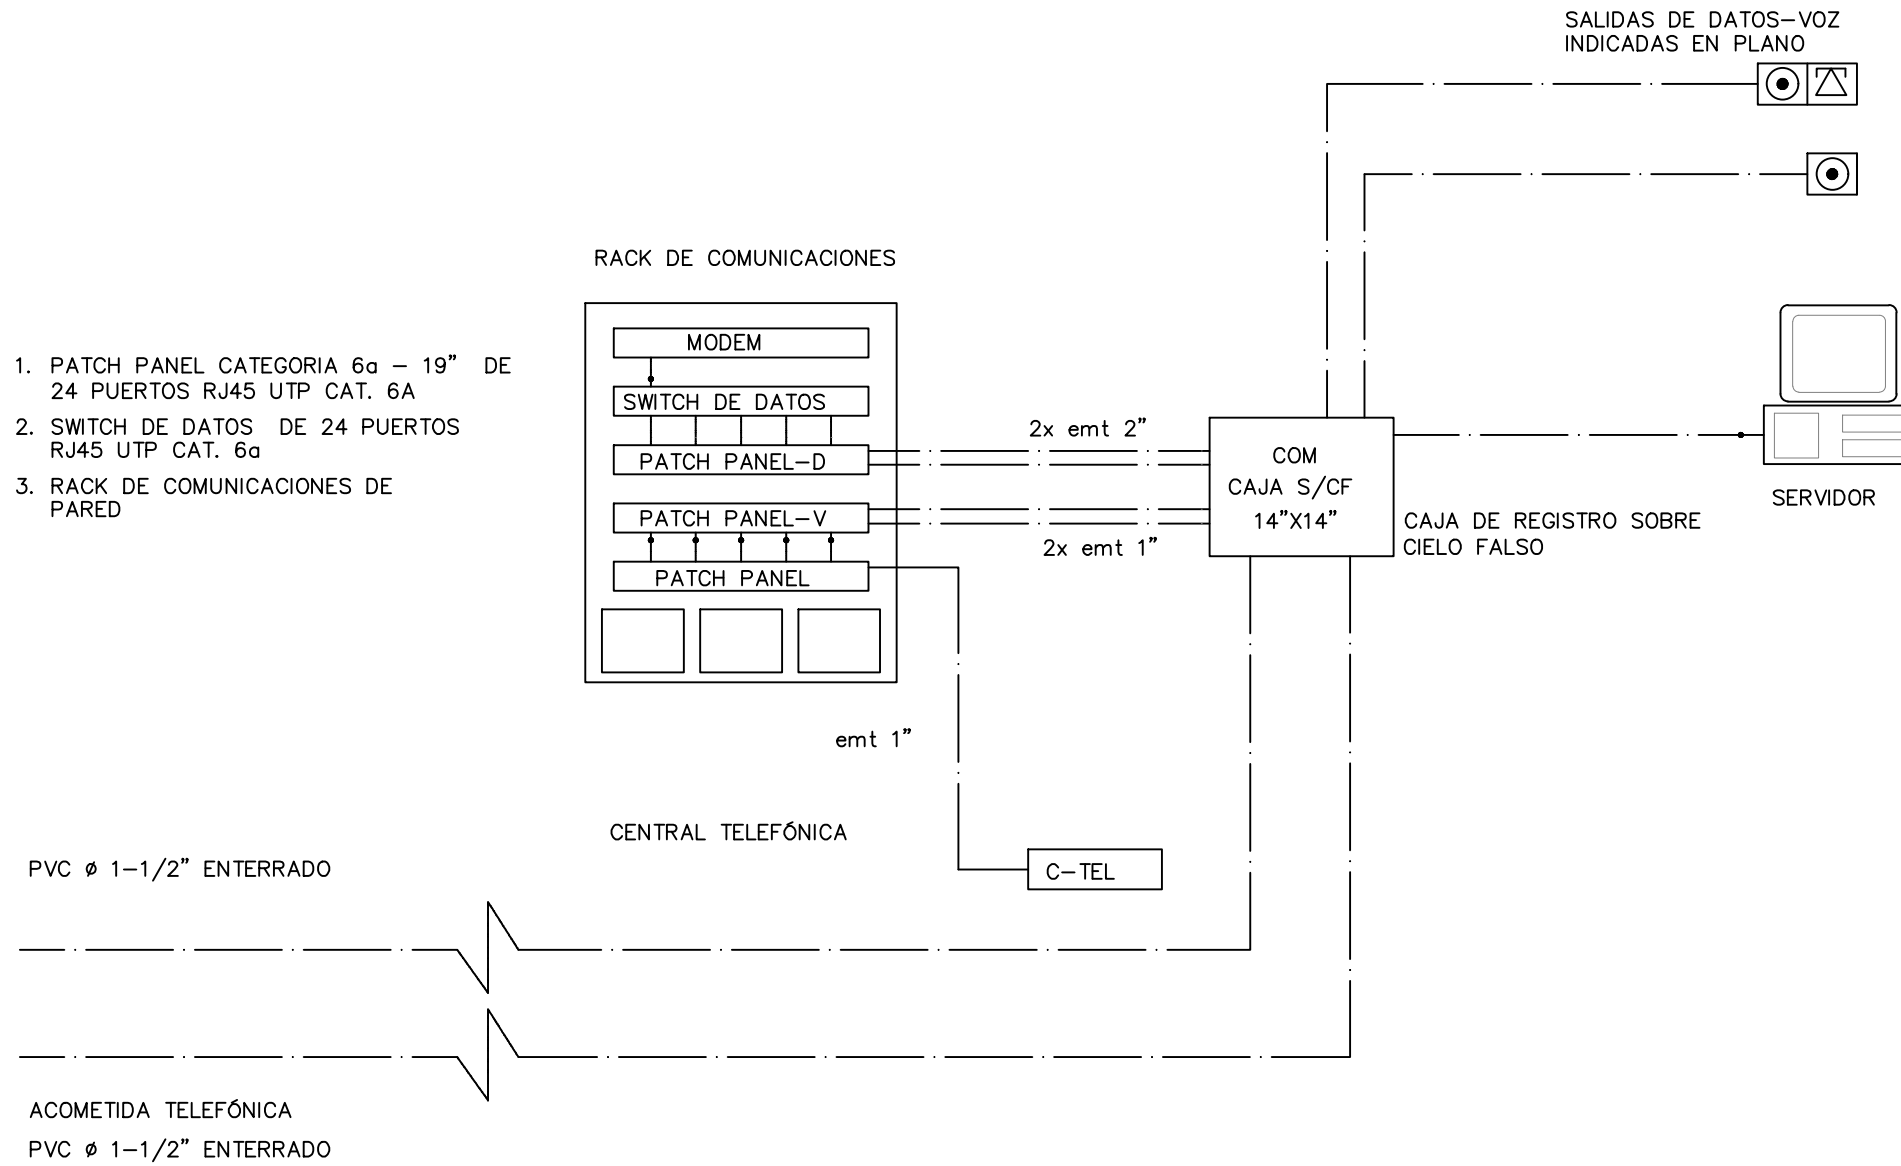 SALIDAS DE DATOS-VOZ
INDICADAS EN PLANO
RACK DE COMUNICACIONES
MODEM
SWITCH DE DATOS
PATCH PANEL-D
PATCH PANEL-V
PATCH PANEL
1. PATCH PANEL CATEGORIA 6a - 19" DE
24 PUERTOS RJ45 UTP CAT. 6A
2. SWITCH DE DATOS DE 24 PUERTOS
RJ45 UTP CAT. 6a
3. RACK DE COMUNICACIONES DE
PARED
2x emt 2"
2x emt 1"
COM
CAJA S/CF
14"X14"
CAJA DE REGISTRO SOBRE
CIELO FALSO
SERVIDOR
emt 1"
CENTRAL TELEFÓNICA
C-TEL
PVC ø 1-1/2" ENTERRADO
ACOMETIDA TELEFÓNICA
PVC ø 1-1/2" ENTERRADO